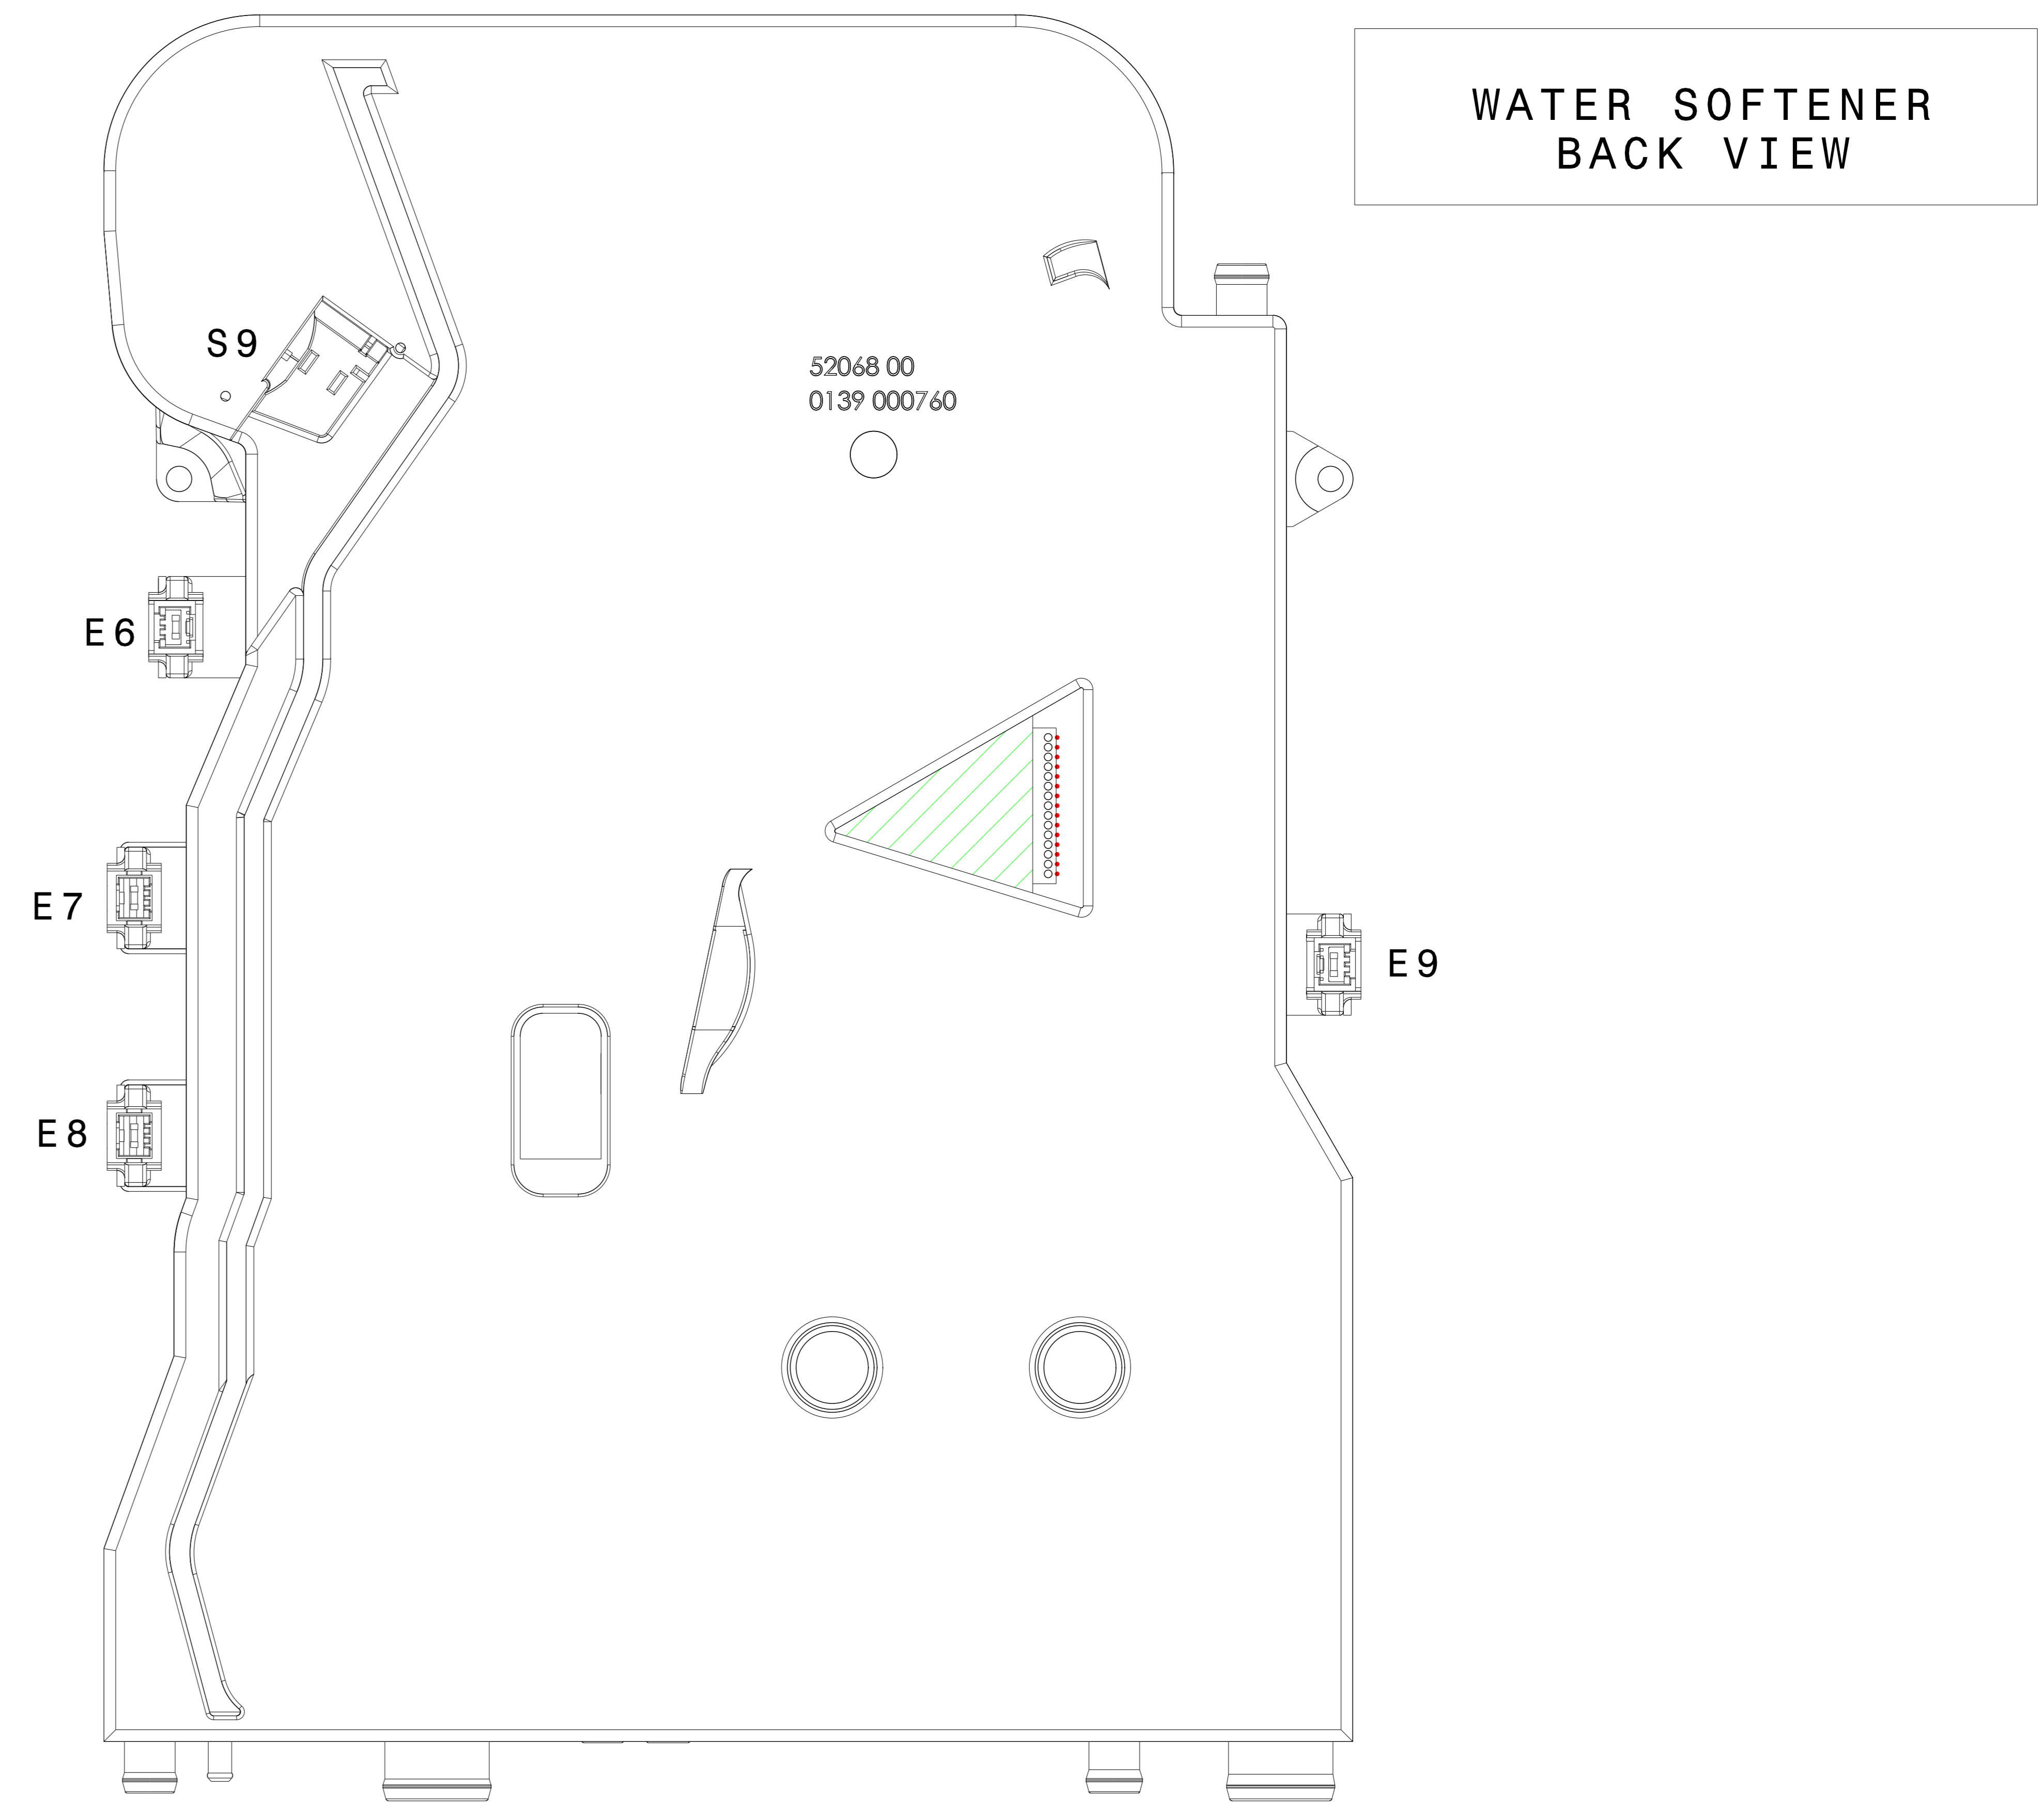 WATER SOFTENER
BACK VIEW
S9
52068 00
0139 000760
E6
E7
E9
E8